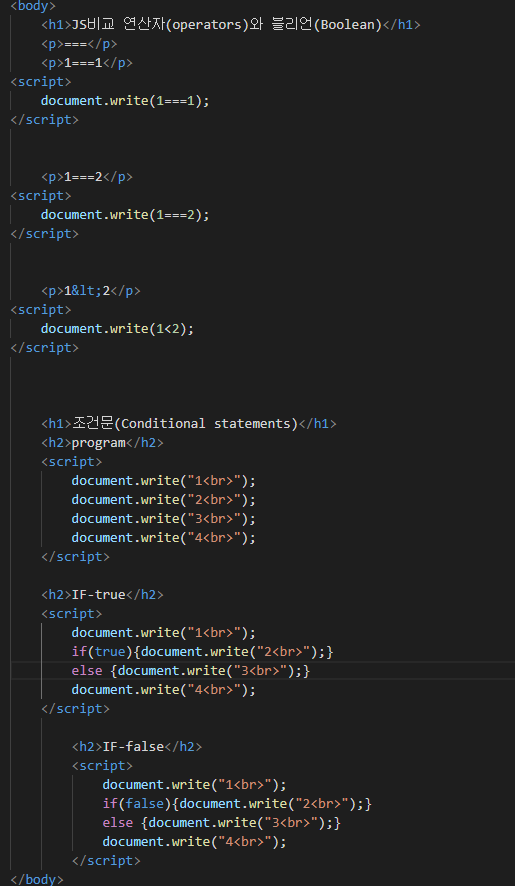 <body>
<h1>JS비교 연산자(operators)와 블리언(Boolean)</h1>
<p>===</p>
<p>1===1</p>
<script>
document.write(1===1);
</script>
<p>1===2</p>
<script>
document.write(1===2);
</script>
<p>1&lt;2</p>
<script>
document.write(1<2);
</script>
<h1>조건문(Conditional statements)</h1>
<h2>program</h2>
<script>
document.write("1<br>");
document.write("2<br>");
document.write("3<br>");
document.write("4<br>");
</script>
<h2>IF-true</h2>
<script>
document.write("1<br>");
if(true){document.write("2<br>");}
else {document.write("3<br>");}
document.write("4<br>");
</script>
<h2>IF-false</h2>
<script>
document.write("1<br>");
if(false){document.write("2<br>");}
else {document.write("3<br>");}
document.write("4<br>");
</script>
</body>